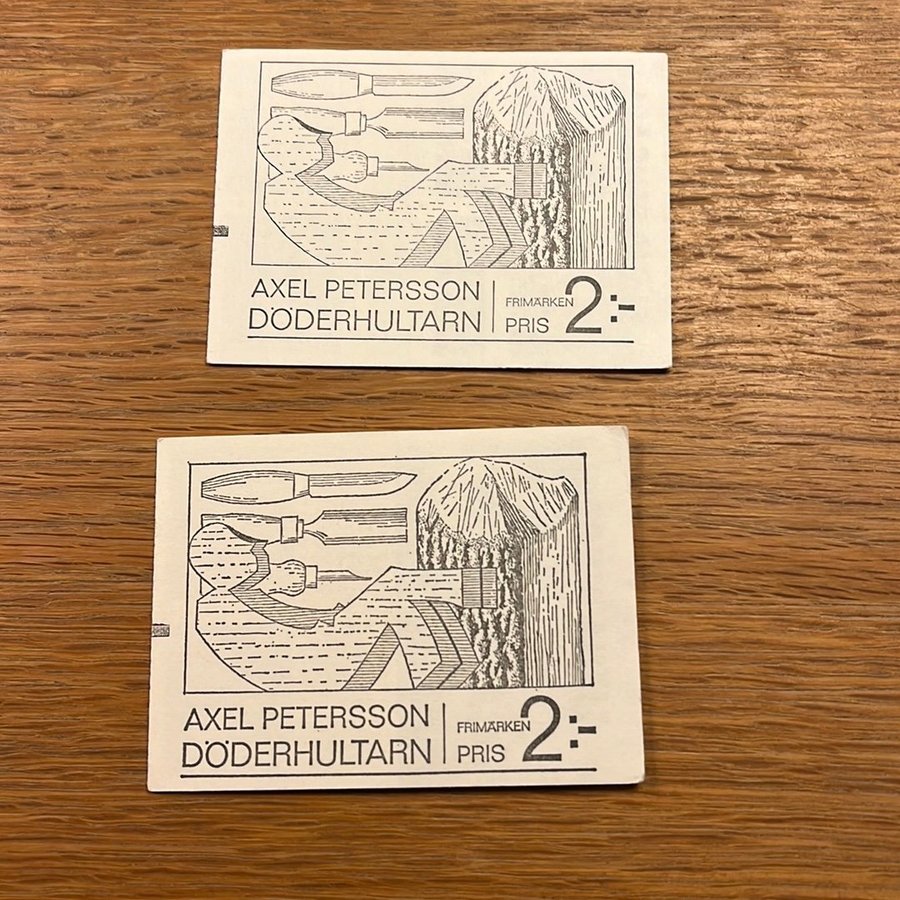 AXEL PETERSSON
DÖDERHULTARN
FRIMÄRKEN
PRIS 2:-
AXEL PETERSSON
DÖDERHULTARN
FRIMÄRKEN
PRIS 2:-